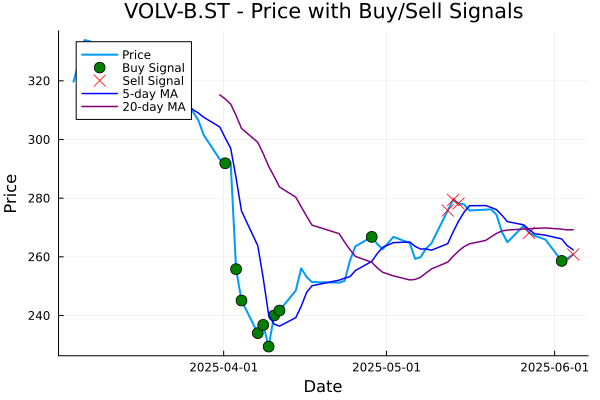 VOLV-B.ST - Price with Buy/Sell Signals
Price
Buy Signal
Sell Signal
5-day MA
20-day MA
Price
320
300
280
260
240
2025-04-01
2025-05-01
2025-06-01
Date